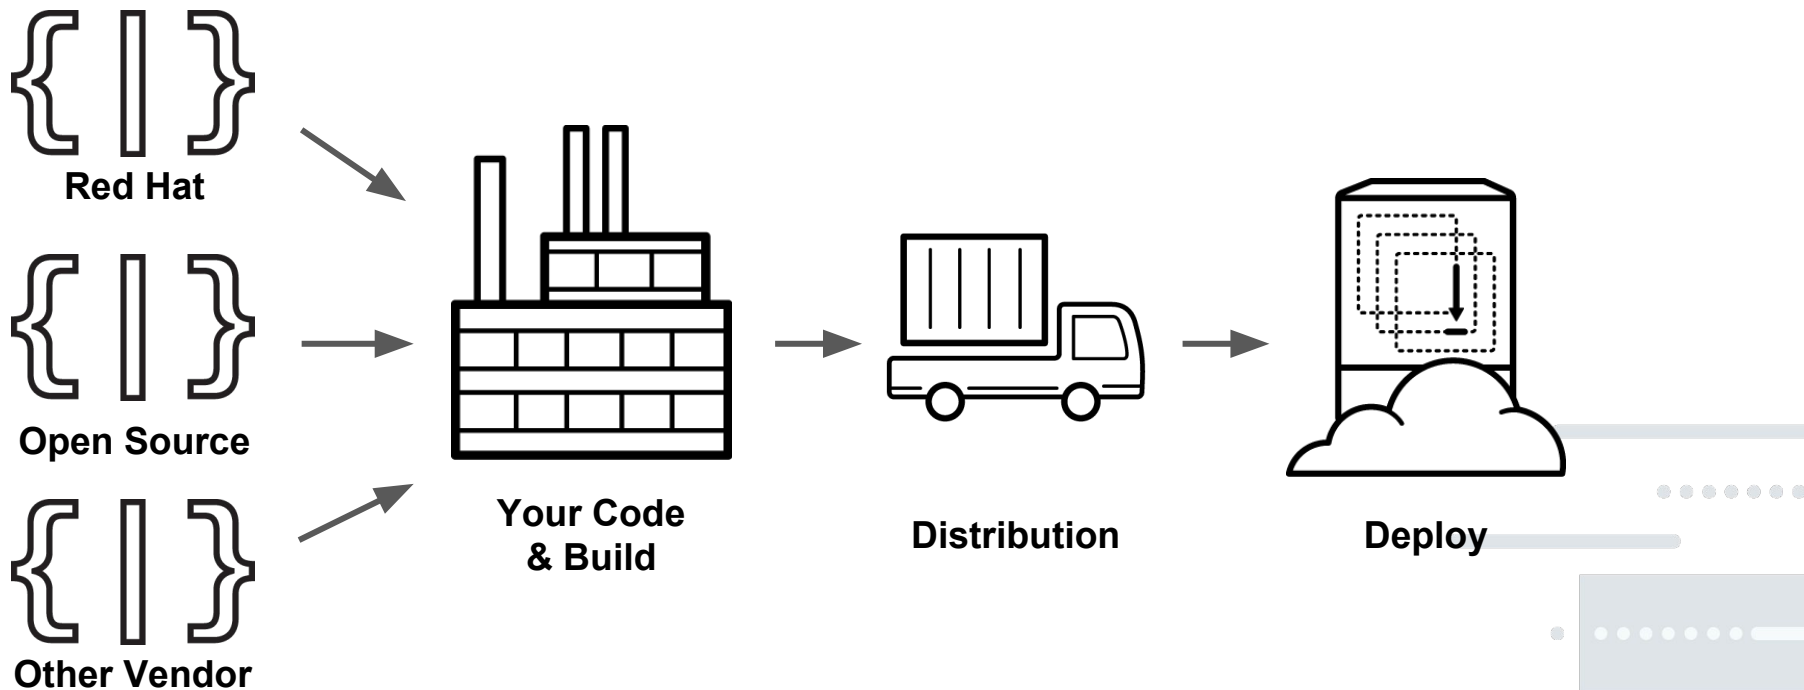 Red Hat
Open Source
Other Vendor
Your Code
& Build
Distribution
Deploy